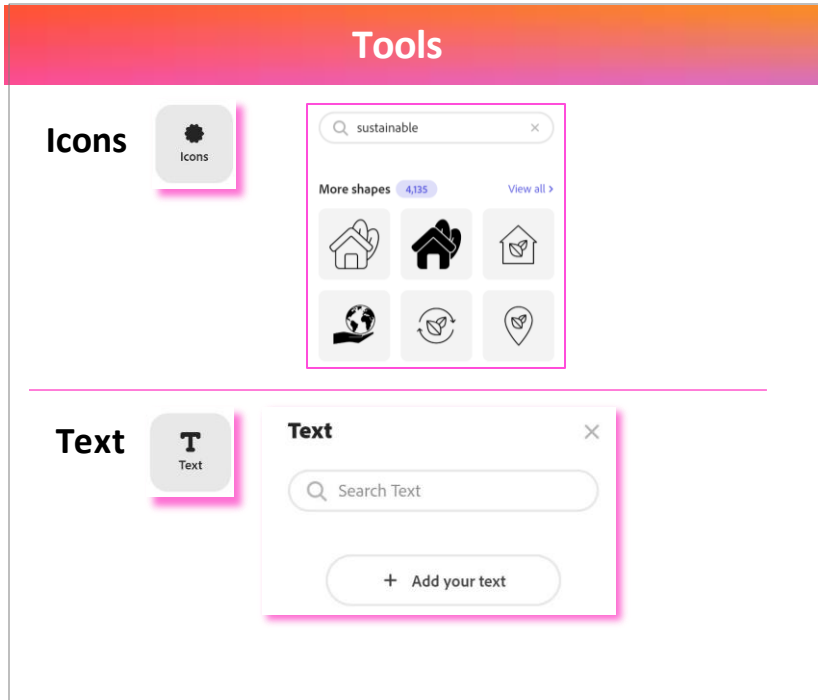 Tools
Icons
Icons
sustainable
More shapes 4,135 View all >
Text
Text
Text
Search Text
+ Add your text